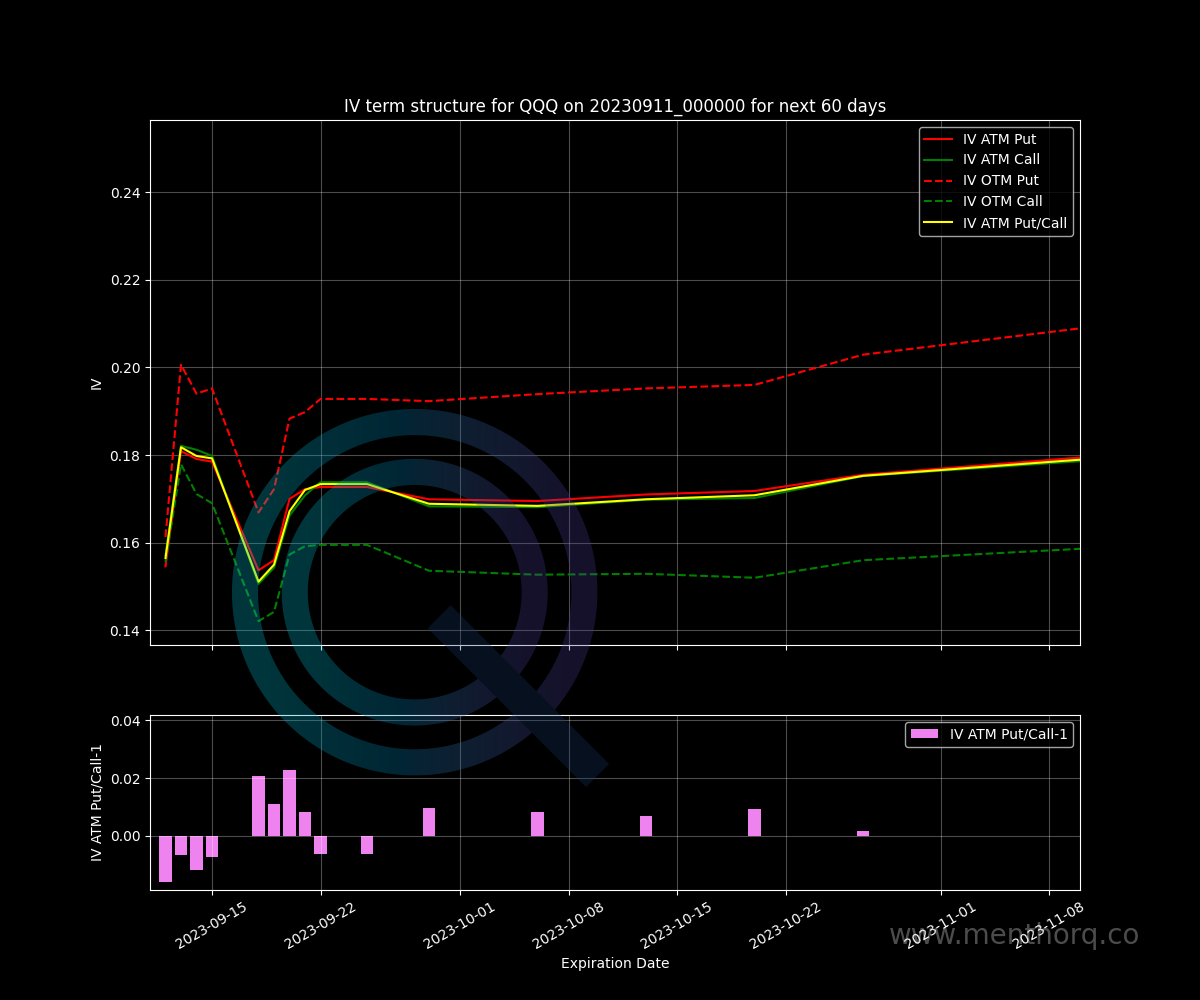 IV term structure for QQQ on 20230911_000000 for next 60 days
IV ATM Put
IV ATM Call
IV OTM Put
IV OTM Call
IV ATM Put/Call
0.24
0.22
0.20
0.18
0.16
0.14
IV
IV ATM Put/Call-1
0.04
0.02
0.00
IV ATM Put/Call-1
2023-09-15
2023-09-22
2023-10-01
2023-10-08
2023-10-15
2023-10-22
2023-11-01
2023-11-08
www.menthorq.co
Expiration Date